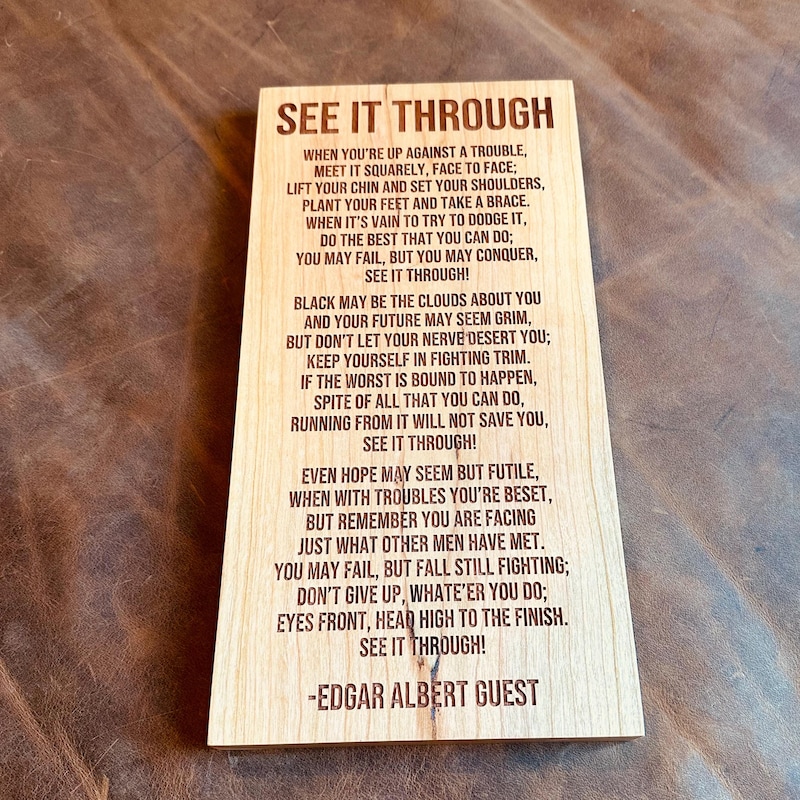 SEE IT THROUGH
WHEN YOU'RE UP AGAINST A TROUBLE,
MEET IT SQUARELY, FACE TO FACE;
LIFT YOUR CHIN AND SET YOUR SHOULDERS,
PLANT YOUR FEET AND TAKE A BRACE.
WHEN IT'S VAIN TO TRY TO DODGE IT,
DO THE BEST THAT YOU CAN DO;
YOU MAY FAIL, BUT YOU MAY CONQUER,
SEE IT THROUGH!
BLACK MAY BE THE CLOUDS ABOUT YOU
AND YOUR FUTURE MAY SEEM GRIM,
BUT DON'T LET YOUR NERVE DESERT YOU;
KEEP YOURSELF IN FIGHTING TRIM.
IF THE WORST IS BOUND TO HAPPEN,
SPITE OF ALL THAT YOU CAN DO,
RUNNING FROM IT WILL NOT SAVE YOU,
SEE IT THROUGH!
EVEN HOPE MAY SEEM BUT FUTILE,
WHEN WITH TROUBLES YOU'RE BESET,
BUT REMEMBER YOU ARE FACING
JUST WHAT OTHER MEN HAVE MET.
YOU MAY FAIL, BUT FALL STILL FIGHTING;
DON'T GIVE UP, WHATE'ER YOU DO;
EYES FRONT, HEAD HIGH TO THE FINISH.
SEE IT THROUGH!
-EDGAR ALBERT GUEST